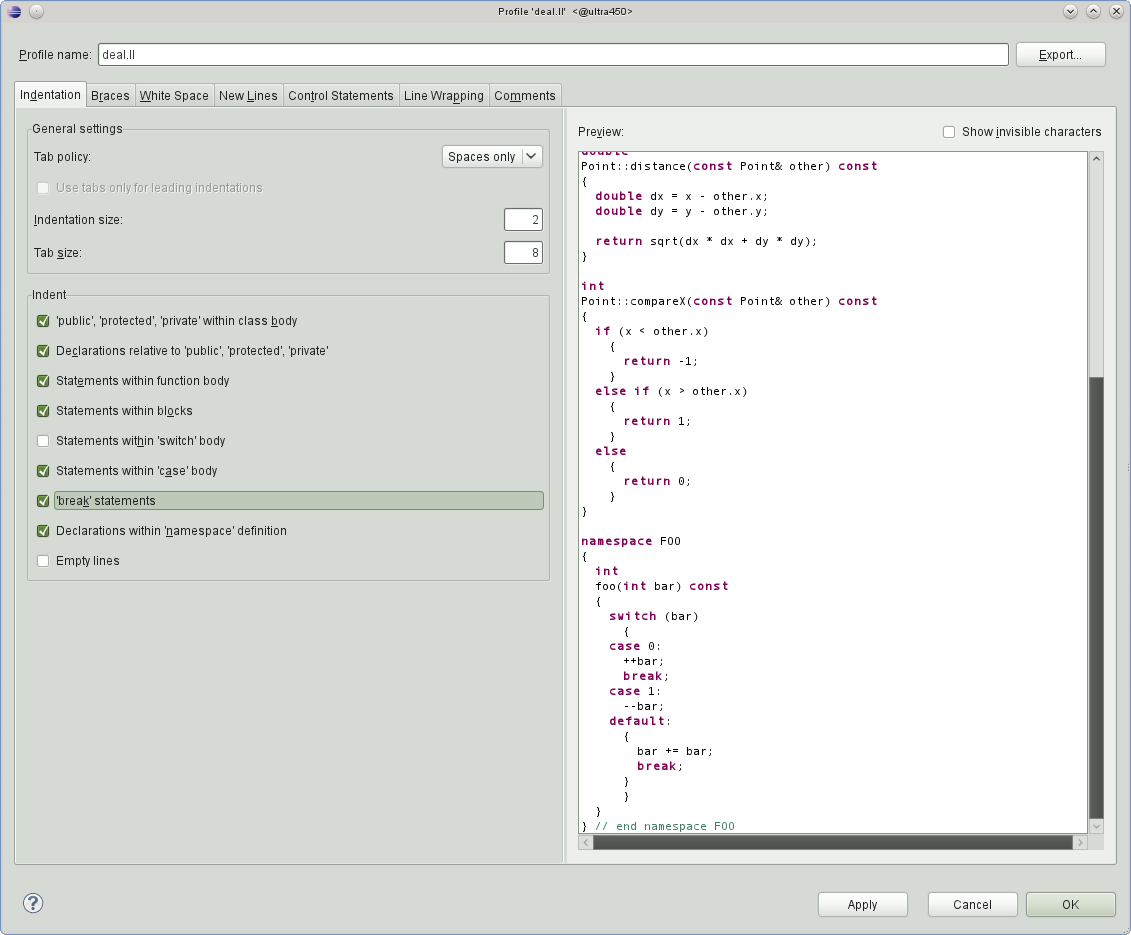 Profile 'deal.II' <@ultra450>
Profile name: deal.II Export...
Indentation Braces White Space New Lines Control Statements Line Wrapping Comments
General settings
Tab policy: Spaces only
Use tabs only for leading indentations
Indentation size: 2
Tab size: 8
Indent
'public', 'protected', 'private' within class body
Declarations relative to 'public', 'protected', 'private'
Statements within function body
Statements within blocks
Statements within 'switch' body
Statements within 'case' body
'break' statements
Declarations within 'namespace' definition
Empty lines
Preview: Show invisible characters
double
Point::distance(const Point& other) const
{
  double dx = x - other.x;
  double dy = y - other.y;
  return sqrt(dx * dx + dy * dy);
}
int
Point::compareX(const Point& other) const
{
  if (x < other.x)
    {
      return -1;
    }
  else if (x > other.x)
    {
      return 1;
    }
  else
    {
      return 0;
    }
}
namespace FOO
{
  int
  foo(int bar) const
  {
    switch (bar)
      {
    case 0:
      ++bar;
      break;
    case 1:
      --bar;
    default:
      {
        bar += bar;
        break;
      }
      }
  }
} // end namespace FOO
?
Apply Cancel OK